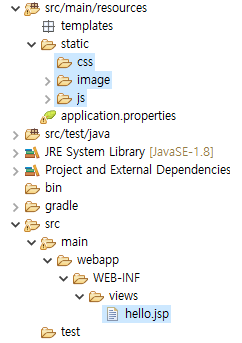 src/main/resources
templates
static
css
image
js
application.properties
src/test/java
JRE System Library [JavaSE-1.8]
Project and External Dependencies
bin
gradle
src
main
webapp
WEB-INF
views
hello.jsp
test